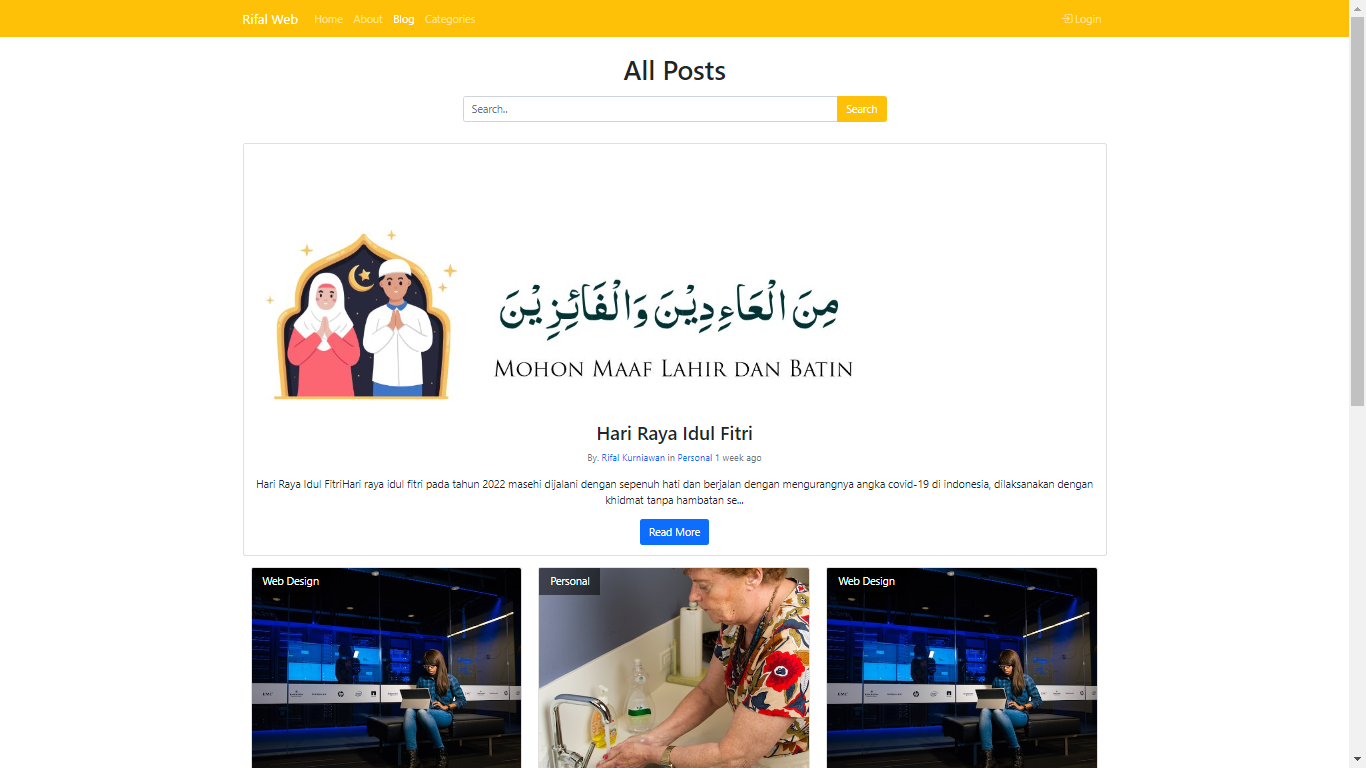 Rifal Web Home About Blog Categories Login
All Posts
Search.. Search
مِنَ الْعَاءِدِيْنَ وَالْفَائِزِيْنَ
MOHON MAAF LAHIR DAN BATIN
Hari Raya Idul Fitri
By. Rifal Kurniawan in Personal 1 week ago
Hari Raya Idul FitriHari raya idul fitri pada tahun 2022 masehi dijalani dengan sepenuh hati dan berjalan dengan mengurangnya angka covid-19 di indonesia, dilaksanakan dengan
khidmat tanpa hambatan se...
Read More
Web Design Personal Web Design